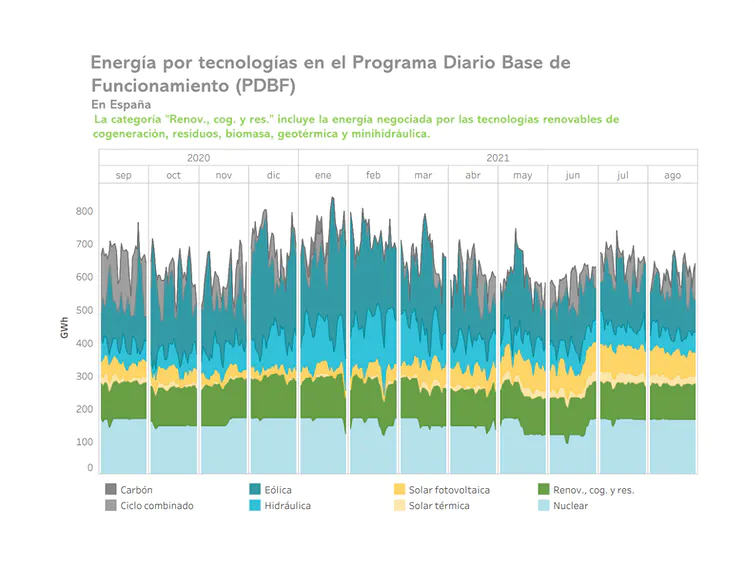 Energía por tecnologías en el Programa Diario Base de
Funcionamiento (PDBF)
En España
La categoría "Renov., cog. y res." incluye la energía negociada por las tecnologías renovables de
cogeneración, residuos, biomasa, geotérmica y minihidráulica.
2020 2021
sep oct nov dic ene feb mar abr may jun jul ago
800
700
600
500
400
300
200
100
0
GWh
Carbón Eólica Solar fotovoltaica Renov., cog. y res.
Ciclo combinado Hidráulica Solar térmica Nuclear